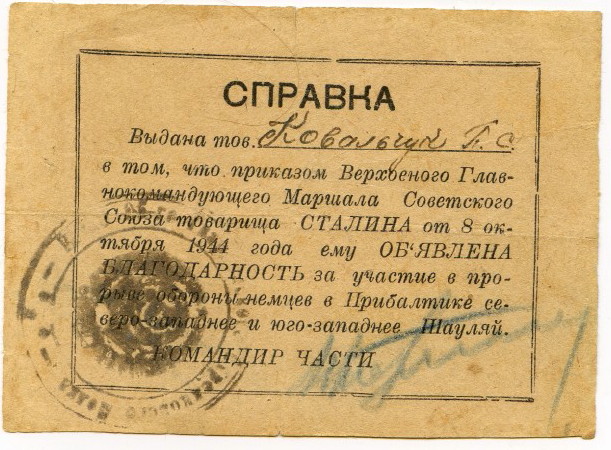 СПРАВКА
Выдана тов. Ковальчук Г. С.
в том, что приказом Верховного Глав-
нокомандующего Маршала Советского
Союза товарища СТАЛИНА от 8 ок-
тября 1944 года ему ОБ‘ЯВЛЕНА
БЛАГОДАРНОСТЬ за участие в про-
рыве обороны немцев в Прибалтике се-
веро-западнее и юго-западнее Шауляй.
КОМАНДИР ЧАСТИ